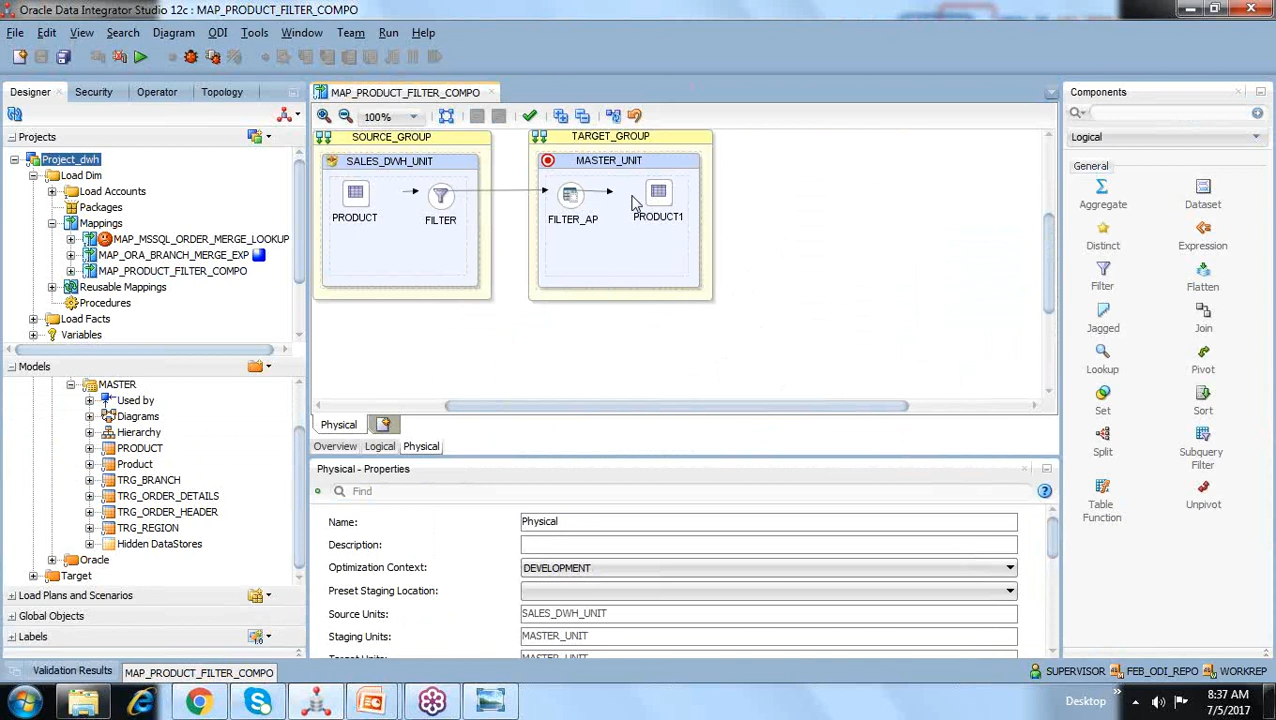 Oracle Data Integrator Studio 12c : MAP_PRODUCT_FILTER_COMPO
File Edit View Search Diagram ODI Tools Window Team Run Help
Designer Security Operator Topology
Projects
Project_dwh
Load Dim
Load Accounts
Packages
Mappings
MAP_MSSQL_ORDER_MERGE_LOOKUP
MAP_ORA_BRANCH_MERGE_EXP
MAP_PRODUCT_FILTER_COMPO
Reusable Mappings
Procedures
Load Facts
Variables
Models
MASTER
Used by
Diagrams
Hierarchy
PRODUCT
Product
TRG_BRANCH
TRG_ORDER_DETAILS
TRG_ORDER_HEADER
TRG_REGION
Hidden DataStores
Oracle
Target
Load Plans and Scenarios
Global Objects
Labels
MAP_PRODUCT_FILTER_COMPO
100%
SOURCE_GROUP
SALES_DWH_UNIT
PRODUCT FILTER
TARGET_GROUP
MASTER_UNIT
FILTER_AP PRODUCT1
Physical
Overview Logical Physical
Physical - Properties
Find
Name: Physical
Description:
Optimization Context: DEVELOPMENT
Preset Staging Location:
Source Units: SALES_DWH_UNIT
Staging Units: MASTER_UNIT
Target Units: MASTER_UNIT
Components
Logical
General
Aggregate Dataset
Distinct Expression
Filter Flatten
Jagged Join
Lookup Pivot
Set Sort
Split Subquery
Filter
Table
Function Unpivot
Validation Results MAP_PRODUCT_FILTER_COMPO
SUPERVISOR FEB_ODI_REPO WORKREP
Desktop
8:37 AM
7/5/2017